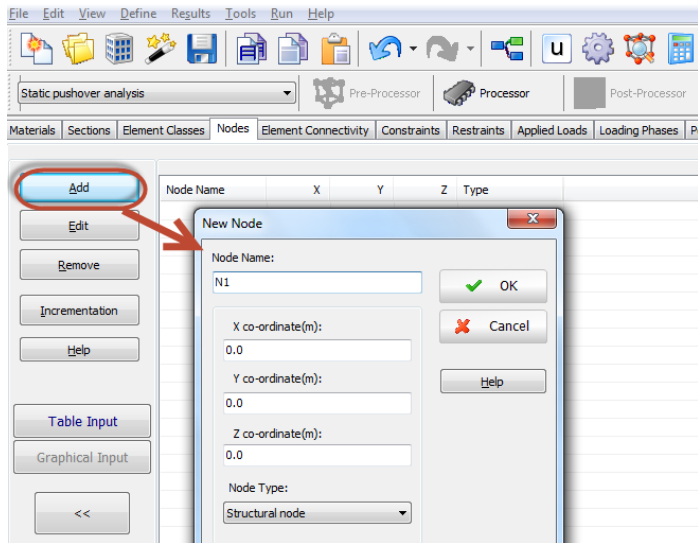 File Edit View Define Results Tools Run Help
u
Static pushover analysis Pre-Processor Processor Post-Processor
Materials Sections Element Classes Nodes Element Connectivity Constraints Restraints Applied Loads Loading Phases
Add
Node Name X Y Z Type
Edit
New Node
Node Name:
Remove
N1
OK
Incrementation
X co-ordinate(m):
Cancel
Help
0.0
Y co-ordinate(m):
Help
0.0
Table Input
Z co-ordinate(m):
Graphical Input
0.0
Node Type:
<<
Structural node